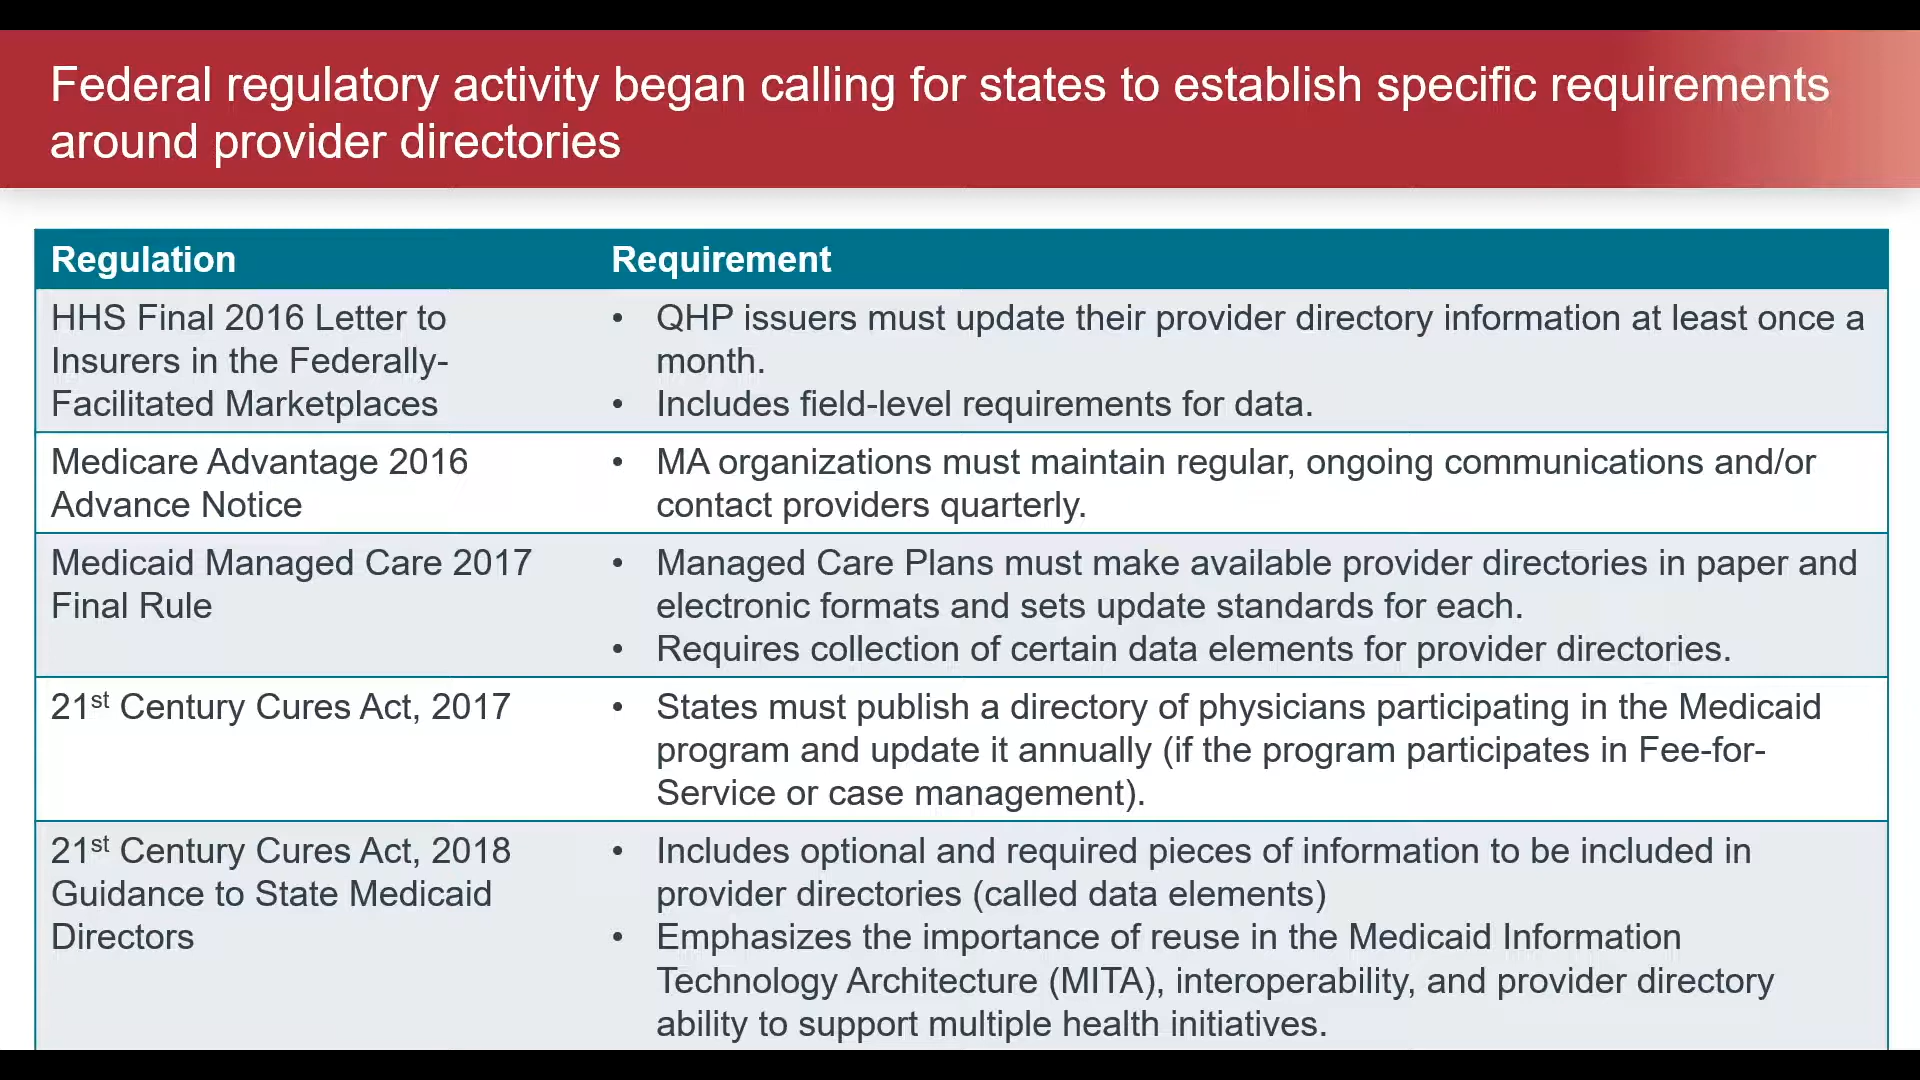 Federal regulatory activity began calling for states to establish specific requirements
around provider directories
Regulation
Requirement
HHS Final 2016 Letter to
Insurers in the Federally-
Facilitated Marketplaces
• QHP issuers must update their provider directory information at least once a
month.
• Includes field-level requirements for data.
Medicare Advantage 2016
Advance Notice
• MA organizations must maintain regular, ongoing communications and/or
contact providers quarterly.
Medicaid Managed Care 2017
Final Rule
• Managed Care Plans must make available provider directories in paper and
electronic formats and sets update standards for each.
• Requires collection of certain data elements for provider directories.
21st Century Cures Act, 2017
• States must publish a directory of physicians participating in the Medicaid
program and update it annually (if the program participates in Fee-for-
Service or case management).
21st Century Cures Act, 2018
Guidance to State Medicaid
Directors
• Includes optional and required pieces of information to be included in
provider directories (called data elements)
• Emphasizes the importance of reuse in the Medicaid Information
Technology Architecture (MITA), interoperability, and provider directory
ability to support multiple health initiatives.